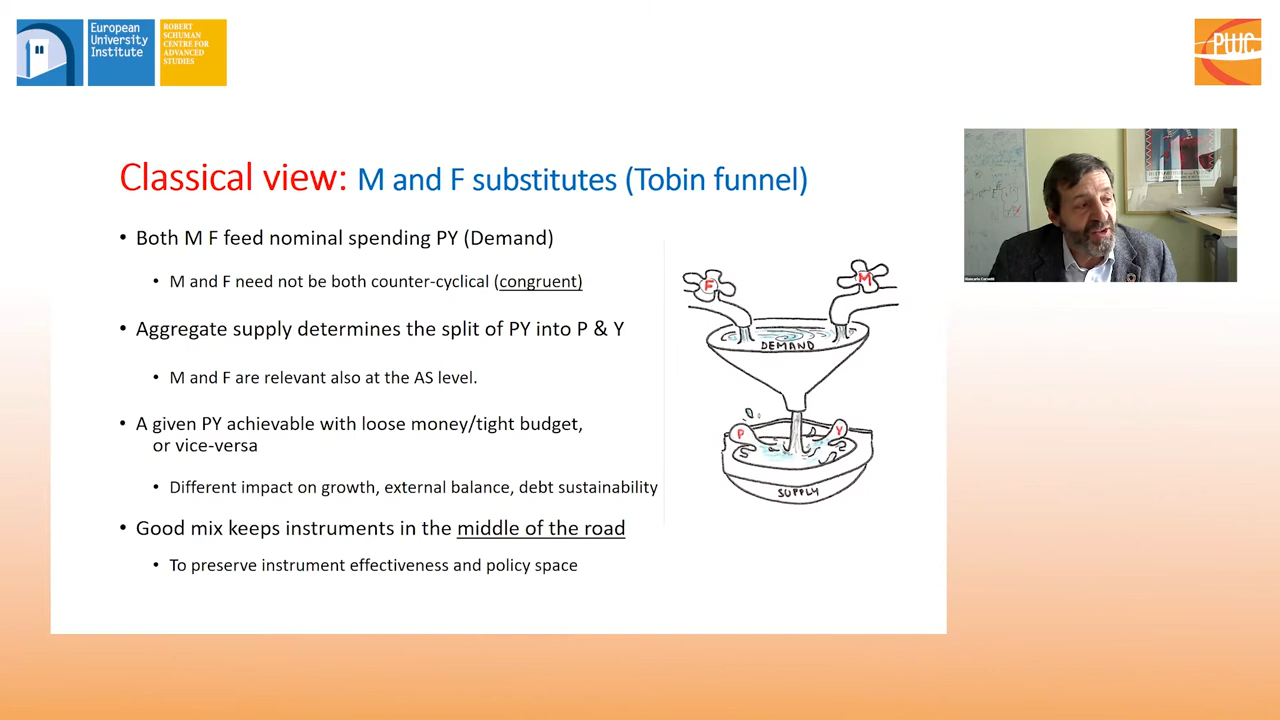 European
University
Institute
ROBERT
SCHUMAN
CENTRE FOR
ADVANCED
STUDIES
PWC
Classical view: M and F substitutes (Tobin funnel)
• Both M F feed nominal spending PY (Demand)
• M and F need not be both counter-cyclical (congruent)
• Aggregate supply determines the split of PY into P & Y
• M and F are relevant also at the AS level.
• A given PY achievable with loose money/tight budget,
or vice-versa
• Different impact on growth, external balance, debt sustainability
• Good mix keeps instruments in the middle of the road
• To preserve instrument effectiveness and policy space
F
M
DEMAND
P
Y
SUPPLY
Giancarlo Corsetti